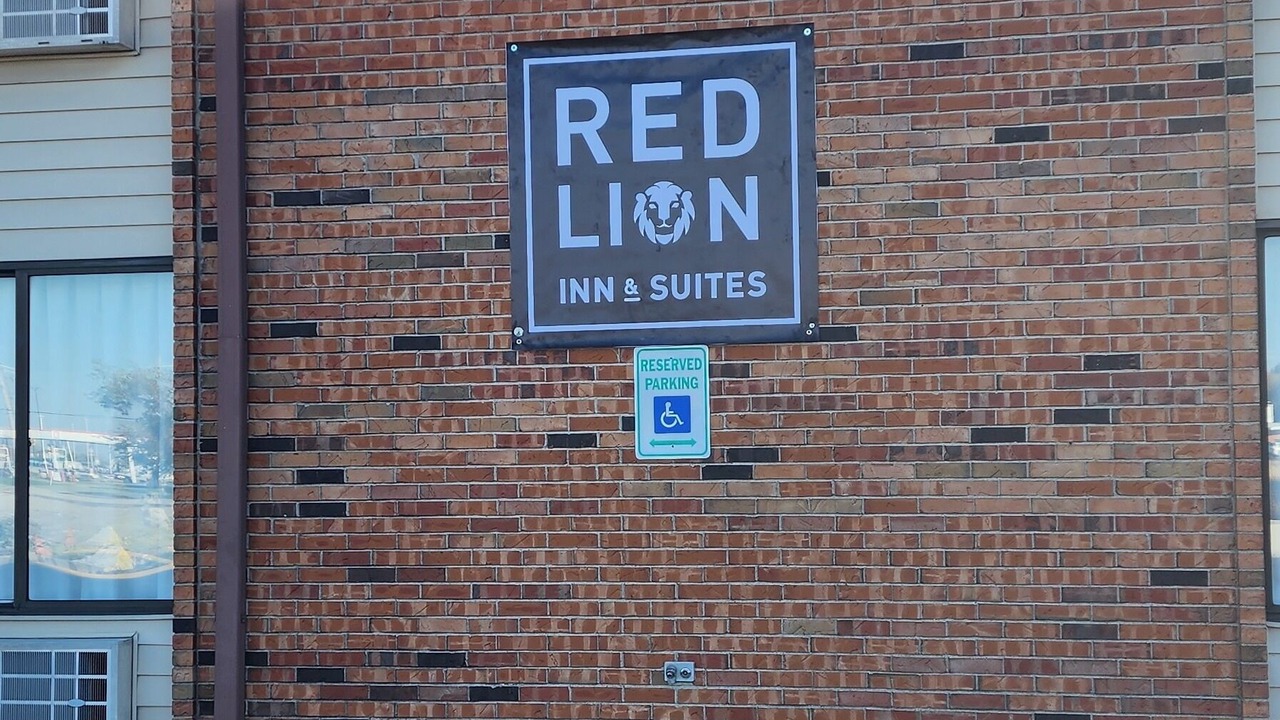 RED
LION
INN & SUITES
RESERVED
PARKING